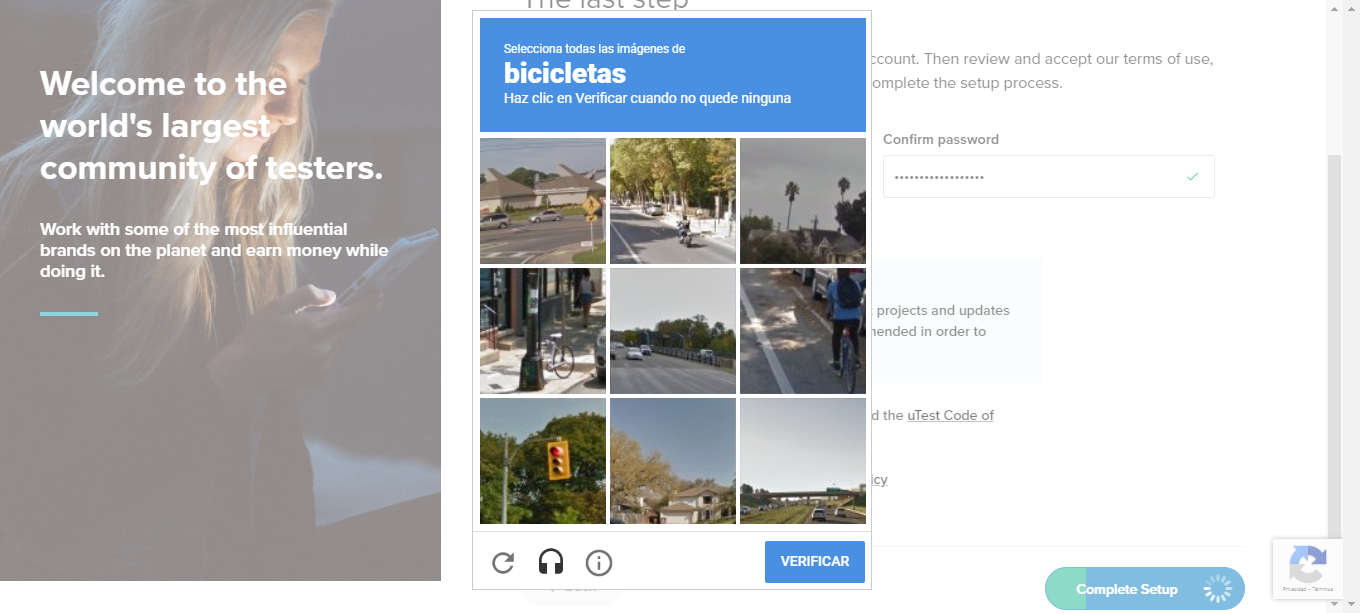 The last step
Welcome to the
world's largest
community of testers.
Work with some of the most influential
brands on the planet and earn money while
doing it.
Selecciona todas las imágenes de
bicicletas
Haz clic en Verificar cuando no quede ninguna
VERIFICAR
account. Then review and accept our terms of use,
complete the setup process.
Confirm password
projects and updates
in order to
the uTest Code of
Complete Setup
Privacidad - Términos